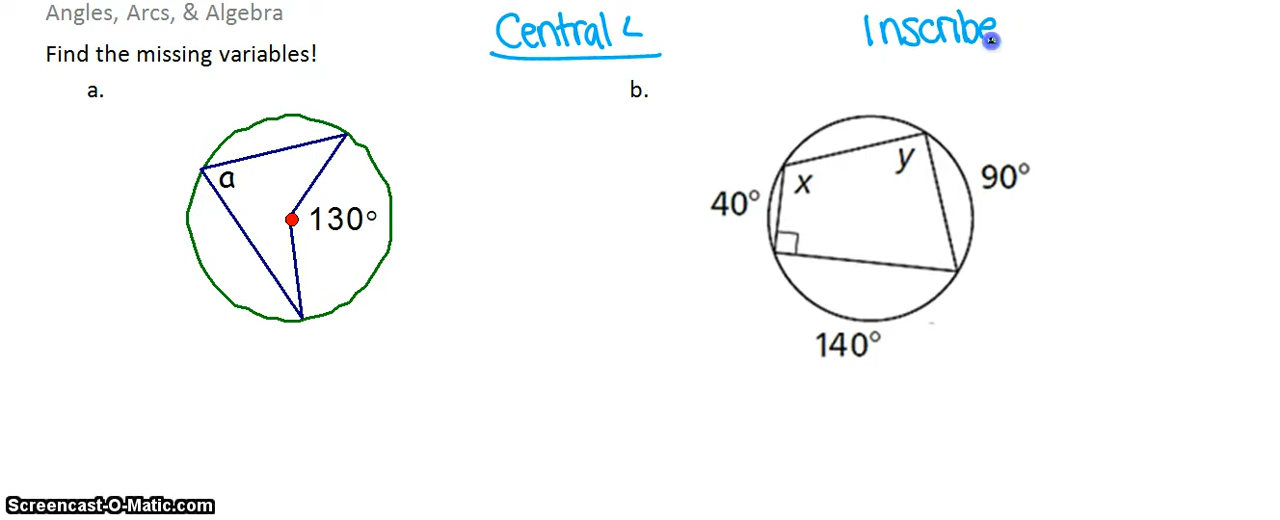 Angles, Arcs, & Algebra
Central <
Inscribe
Find the missing variables!
a.
b.
a
130°
x
y
90°
40°
140°
Screencast-O-Matic.com